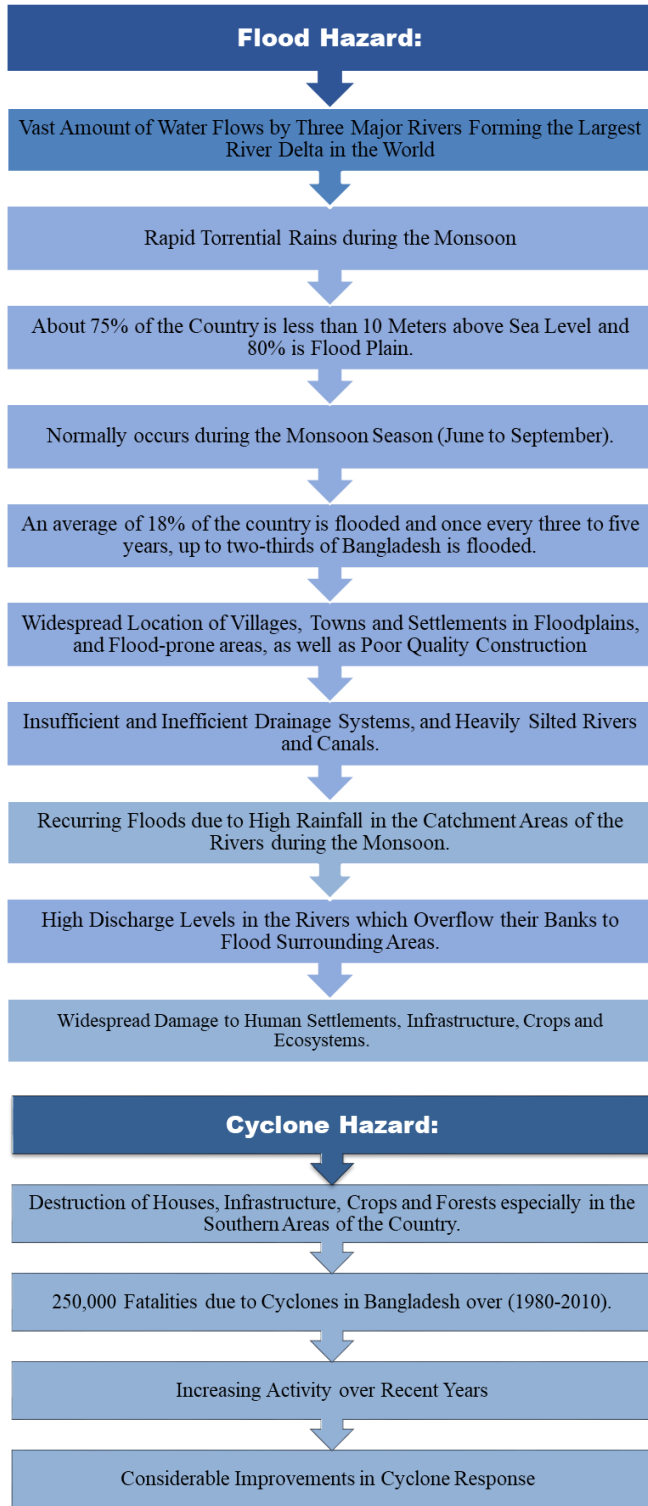 Flood Hazard:
Vast Amount of Water Flows by Three Major Rivers Forming the Largest
River Delta in the World
Rapid Torrential Rains during the Monsoon
About 75% of the Country is less than 10 Meters above Sea Level and
80% is Flood Plain.
Normally occurs during the Monsoon Season (June to September).
An average of 18% of the country is flooded and once every three to five
years, up to two-thirds of Bangladesh is flooded.
Widespread Location of Villages, Towns and Settlements in Floodplains,
and Flood-prone areas, as well as Poor Quality Construction
Insufficient and Inefficient Drainage Systems, and Heavily Silted Rivers
and Canals.
Recurring Floods due to High Rainfall in the Catchment Areas of the
Rivers during the Monsoon.
High Discharge Levels in the Rivers which Overflow their Banks to
Flood Surrounding Areas.
Widespread Damage to Human Settlements, Infrastructure, Crops and
Ecosystems.
Cyclone Hazard:
Destruction of Houses, Infrastructure, Crops and Forests especially in the
Southern Areas of the Country.
250,000 Fatalities due to Cyclones in Bangladesh over (1980-2010).
Increasing Activity over Recent Years
Considerable Improvements in Cyclone Response